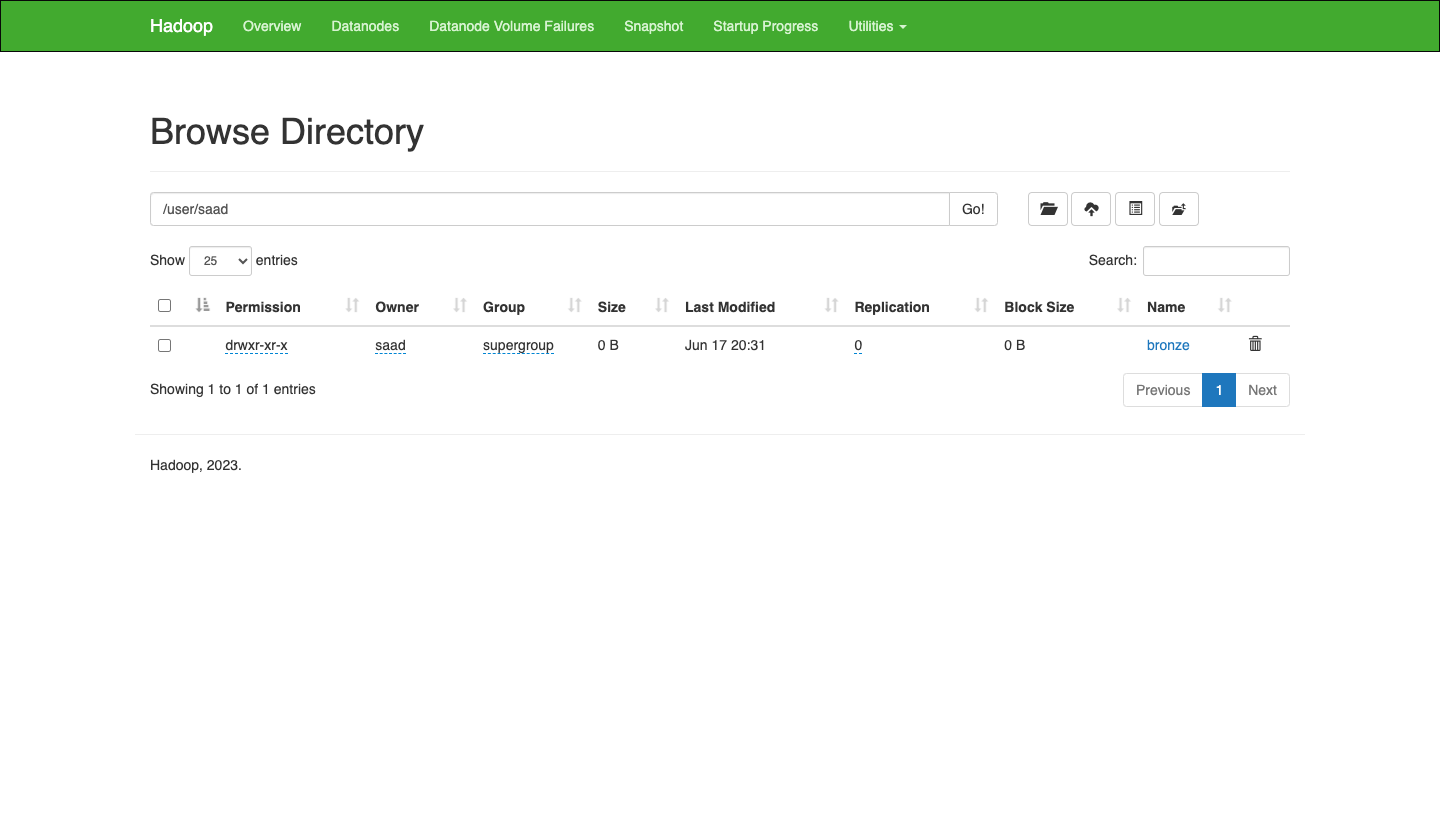 Hadoop Overview Datanodes Datanode Volume Failures Snapshot Startup Progress Utilities
Browse Directory
/user/saad Go!
Show 25 entries Search:
Permission Owner Group Size Last Modified Replication Block Size Name
drwxr-xr-x saad supergroup 0 B Jun 17 20:31 0 0 B bronze
Showing 1 to 1 of 1 entries Previous 1 Next
Hadoop, 2023.